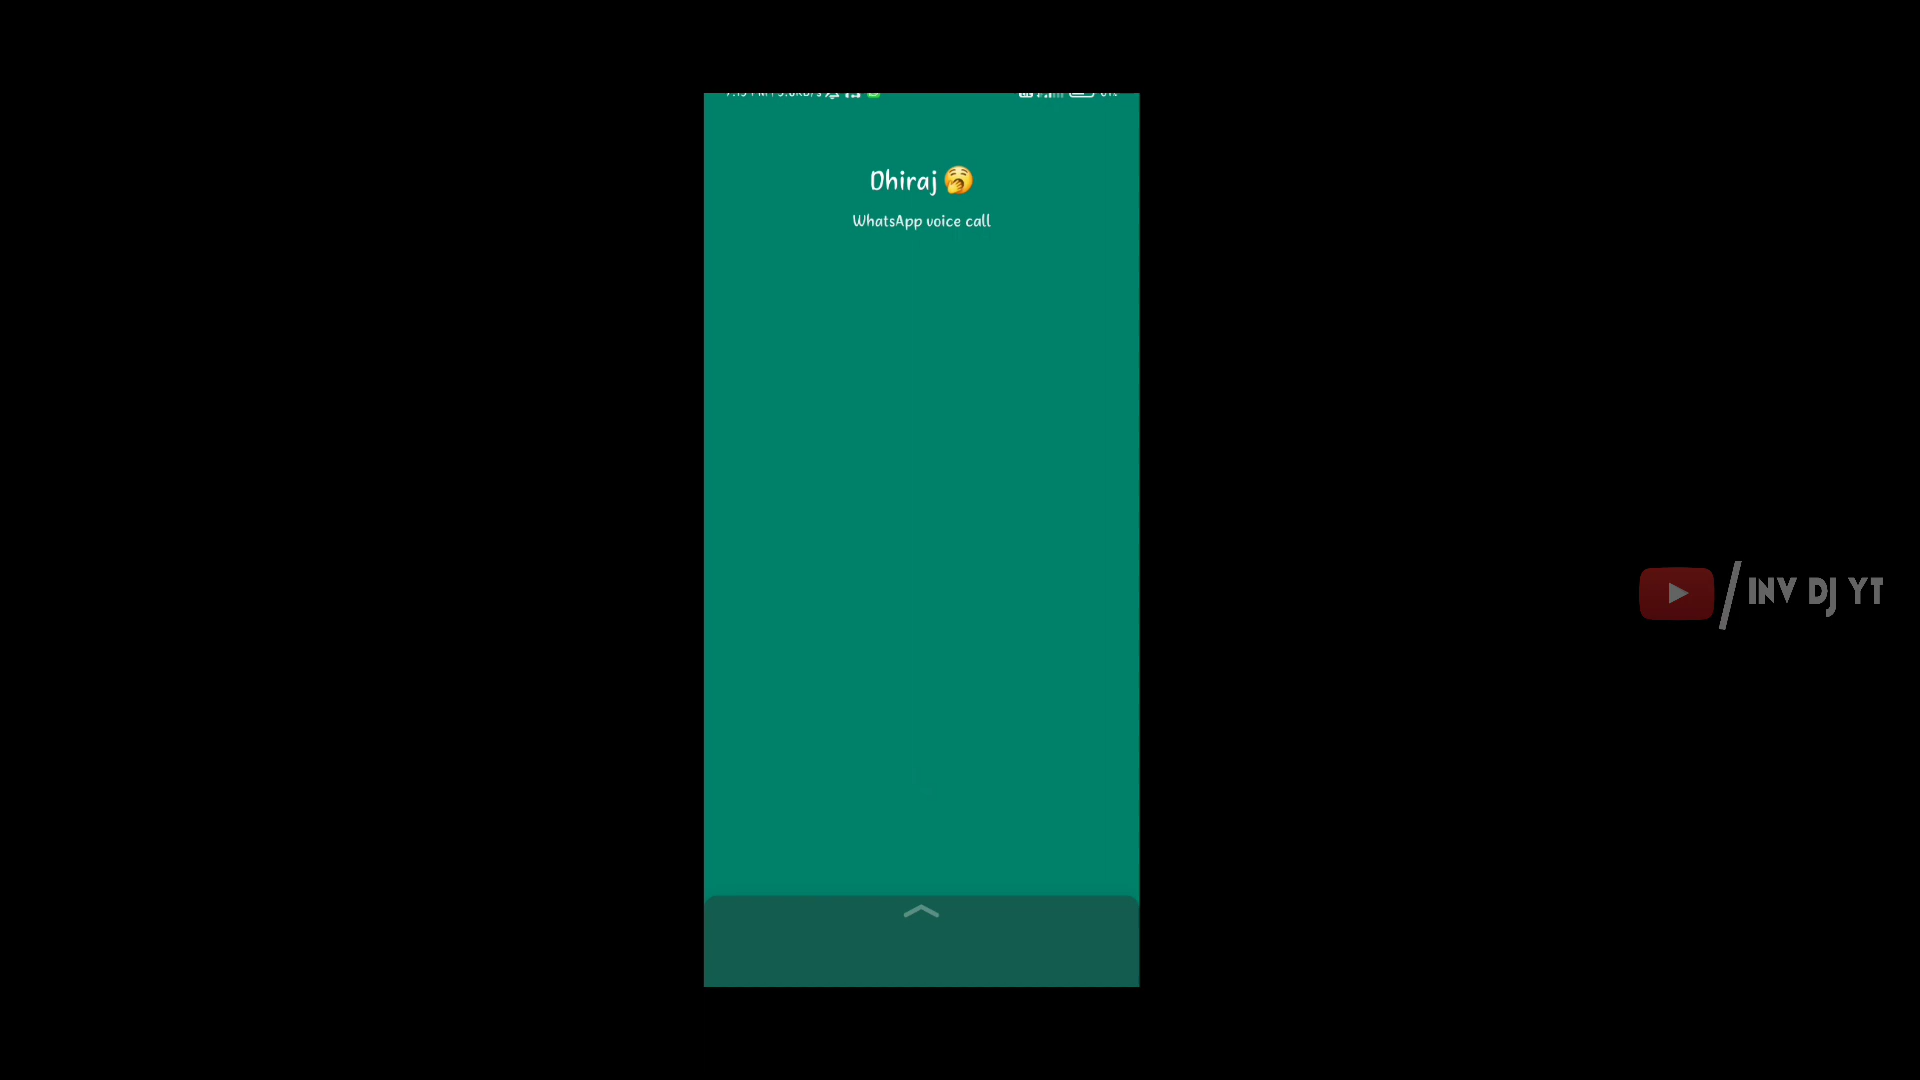 Dhiraj 🥱
WhatsApp voice call
INV DJ YT